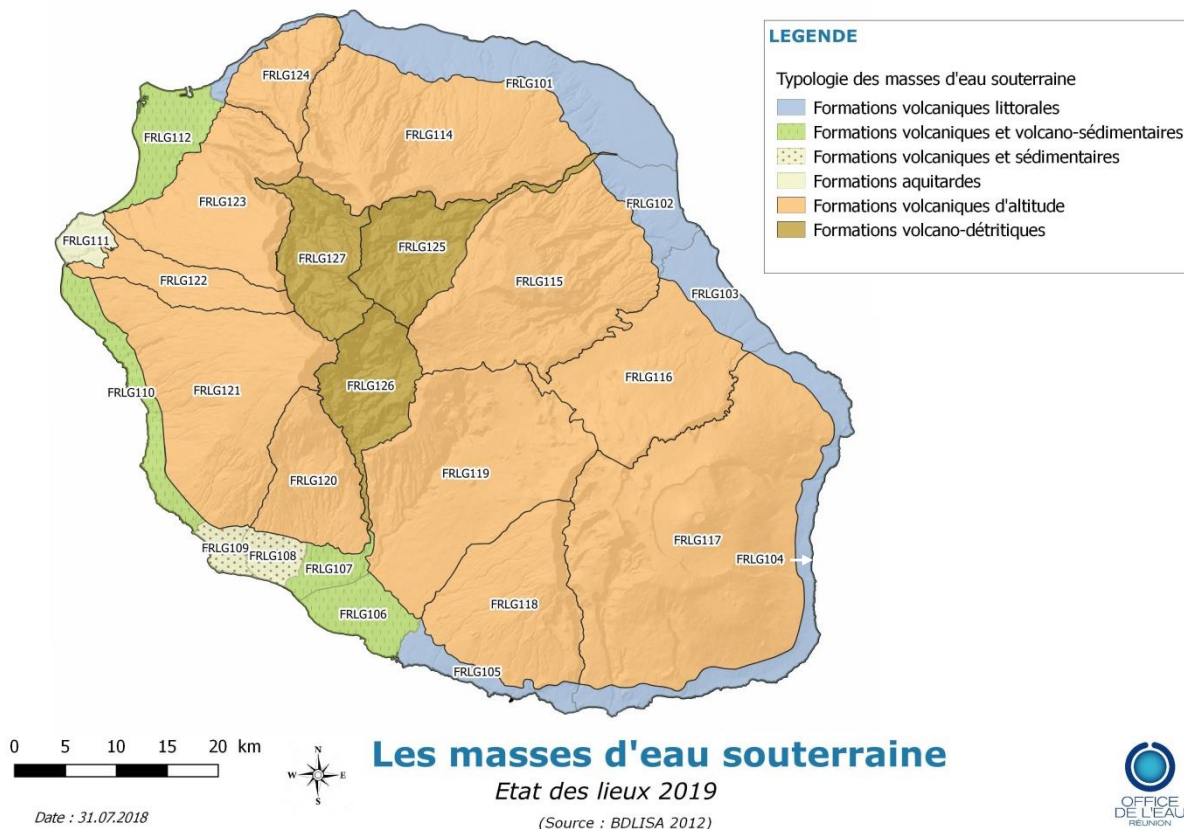 LEGENDE
Typologie des masses d'eau souterraine
Formations volcaniques littorales
Formations volcaniques et volcano-sédimentaires
Formations volcaniques et sédimentaires
Formations aquitardes
Formations volcaniques d'altitude
Formations volcano-détritiques
FRLG124
FRLG101
FRLG112
FRLG114
FRLG123
FRLG102
FRLG111
FRLG127
FRLG125
FRLG122
FRLG115
FRLG103
FRLG110
FRLG121
FRLG126
FRLG116
FRLG119
FRLG120
FRLG117
FRLG109
FRLG108
FRLG104
FRLG107
FRLG118
FRLG106
FRLG105
0 5 10 15 20 km
N
W E
S
Les masses d'eau souterraine
Etat des lieux 2019
(Source : BDLISA 2012)
Date : 31.07.2018
OFFICE
DE L'EAU
RÉUNION